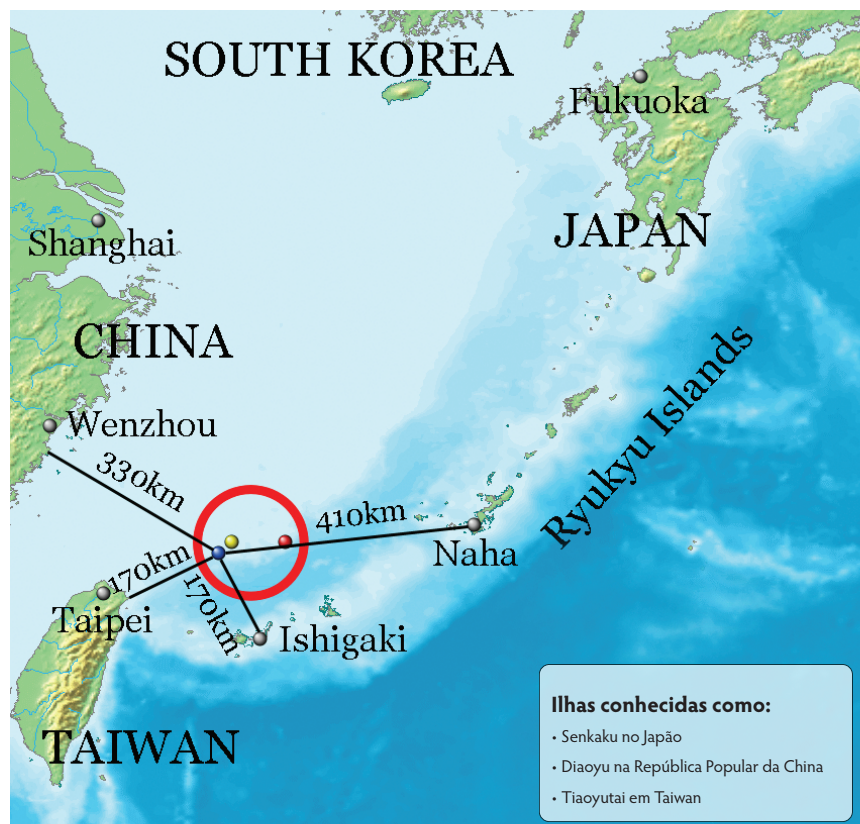 SOUTH KOREA
Fukuoka
Shanghai
JAPAN
CHINA
Wenzhou
330km
Ryukyu Islands
410km
Naha
170km
170km
Taipei
Ishigaki
TAIWAN
Ilhas conhecidas como:
• Senkaku no Japão
• Diaoyu na República Popular da China
• Tiaoyutai em Taiwan